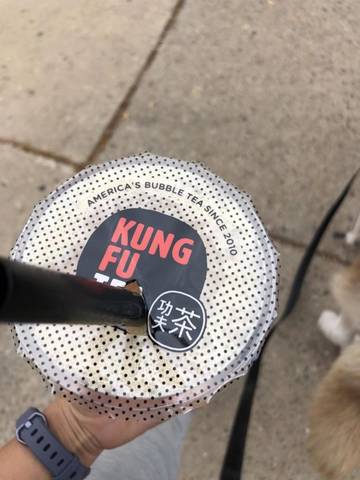 AMERICA'S BUBBLE TEA SINCE 2010
KUNG
FU
功夫茶